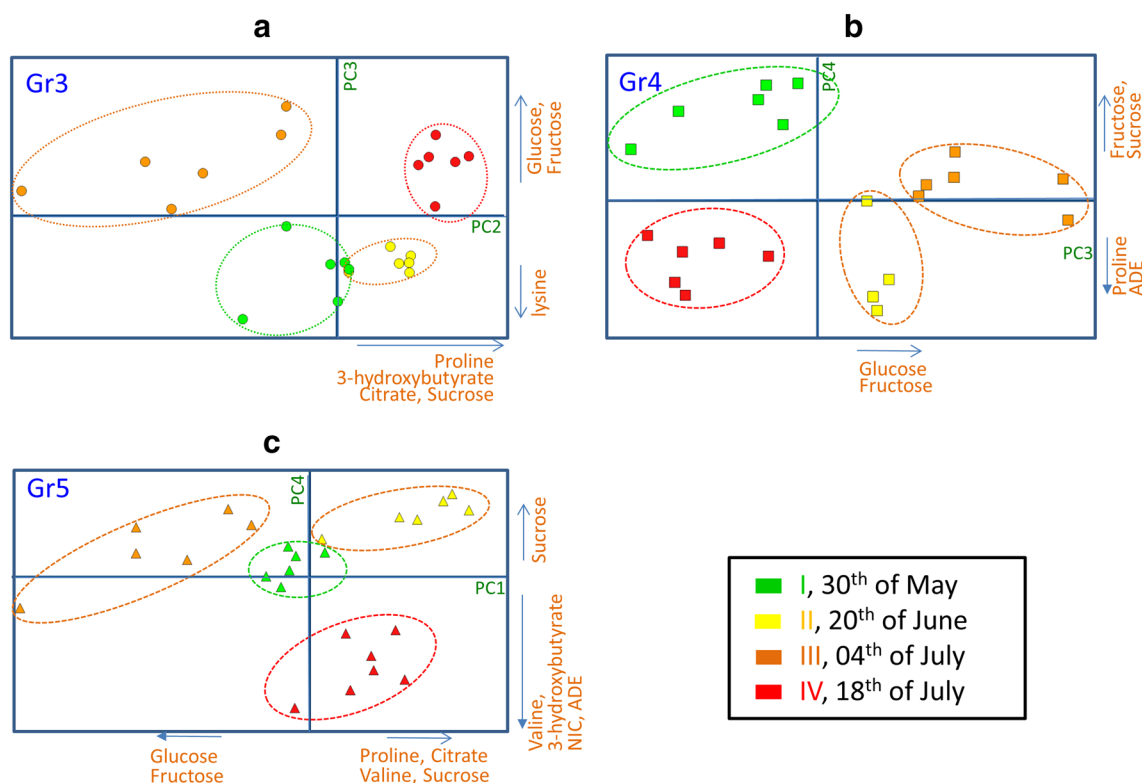 a
Gr3
PC3
Glucose,
Fructose
PC2
lysine
Proline
3-hydroxybutyrate
Citrate, Sucrose
b
Gr4
PC4
Fructose,
Sucrose
PC3
Proline
ADE
Glucose
Fructose
c
Gr5
PC4
Sucrose
PC1
Valine,
3-hydroxybutyrate
NIC, ADE
Glucose
Fructose
Proline, Citrate
Valine, Sucrose
I, 30th of May
II, 20th of June
III, 04th of July
IV, 18th of July